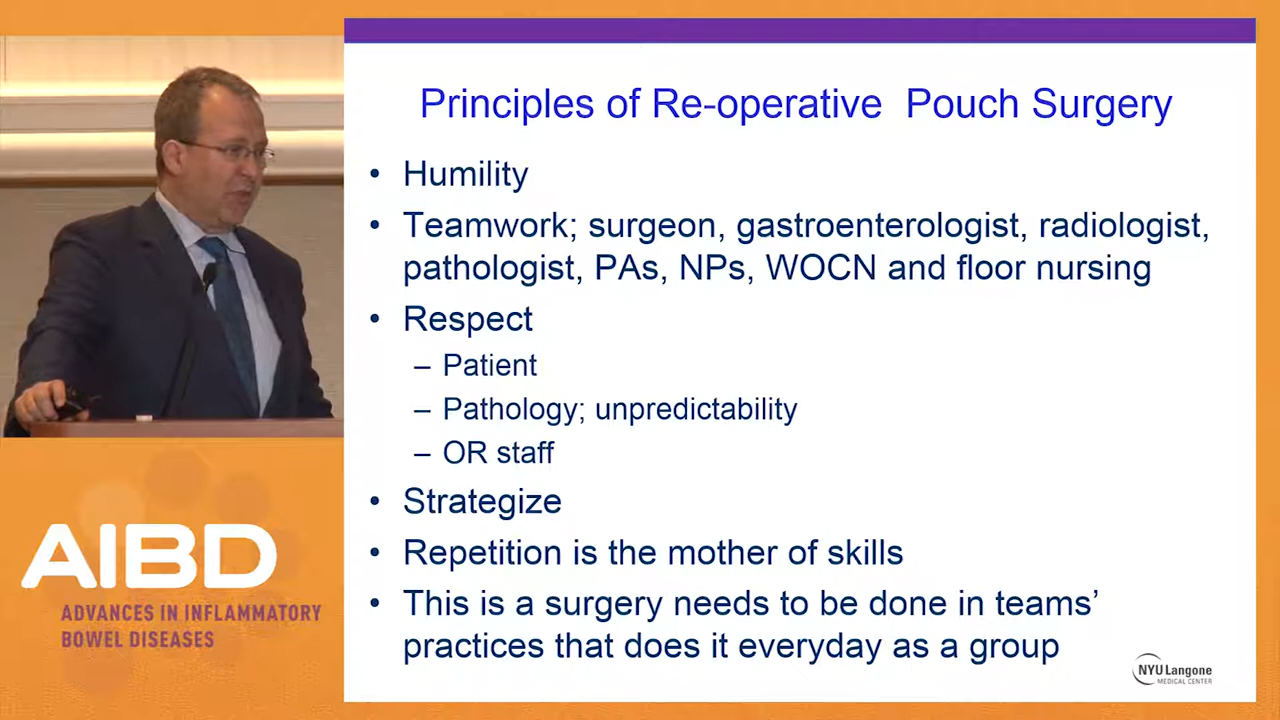 Principles of Re-operative Pouch Surgery
• Humility
• Teamwork; surgeon, gastroenterologist, radiologist,
pathologist, PAs, NPs, WOCN and floor nursing
• Respect
– Patient
– Pathology; unpredictability
– OR staff
• Strategize
• Repetition is the mother of skills
• This is a surgery needs to be done in teams’
practices that does it everyday as a group
NYU Langone
MEDICAL CENTER
AIBD
ADVANCES IN INFLAMMATORY
BOWEL DISEASES